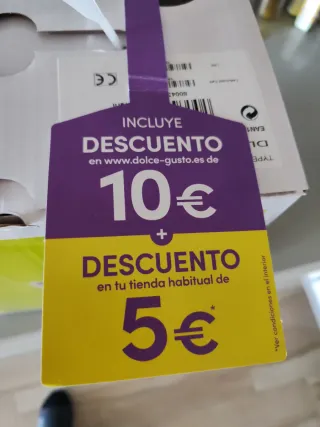 INCLUYE
DESCUENTO
en www.dolce-gusto.es de
10€
+
DESCUENTO
en tu tienda habitual de
5€*
*Ver condiciones en el interior
CE